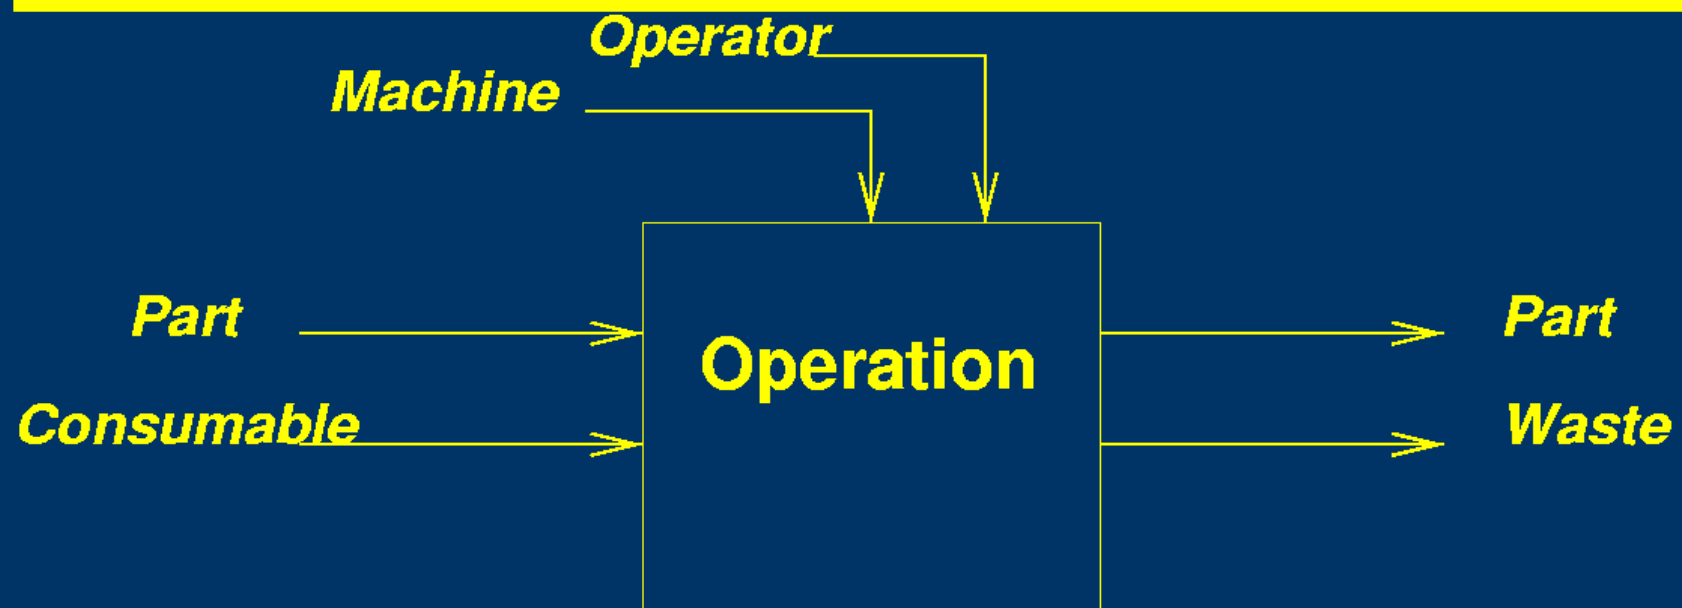 Operator
Machine
Part
Operation
Part
Consumable
Waste